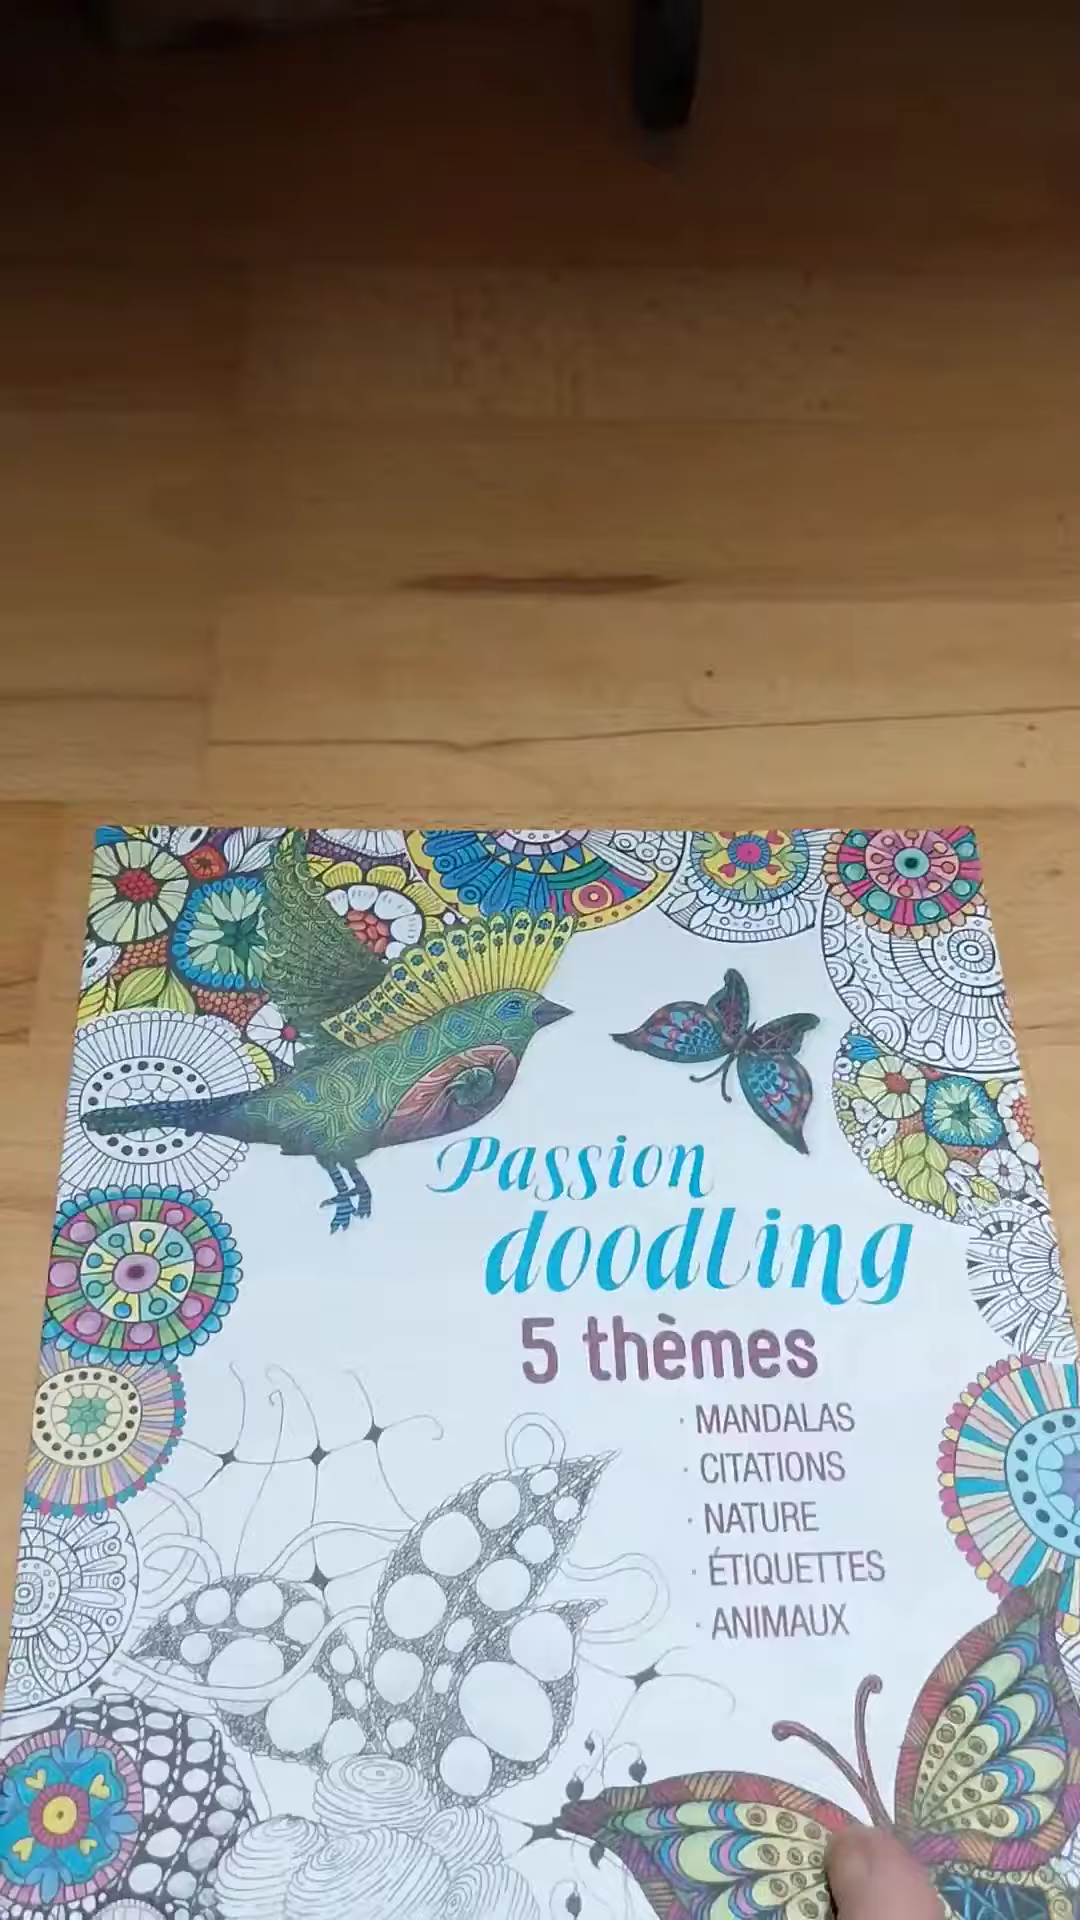 Passion
doodling
5 thèmes
· MANDALAS
· CITATIONS
· NATURE
· ÉTIQUETTES
· ANIMAUX